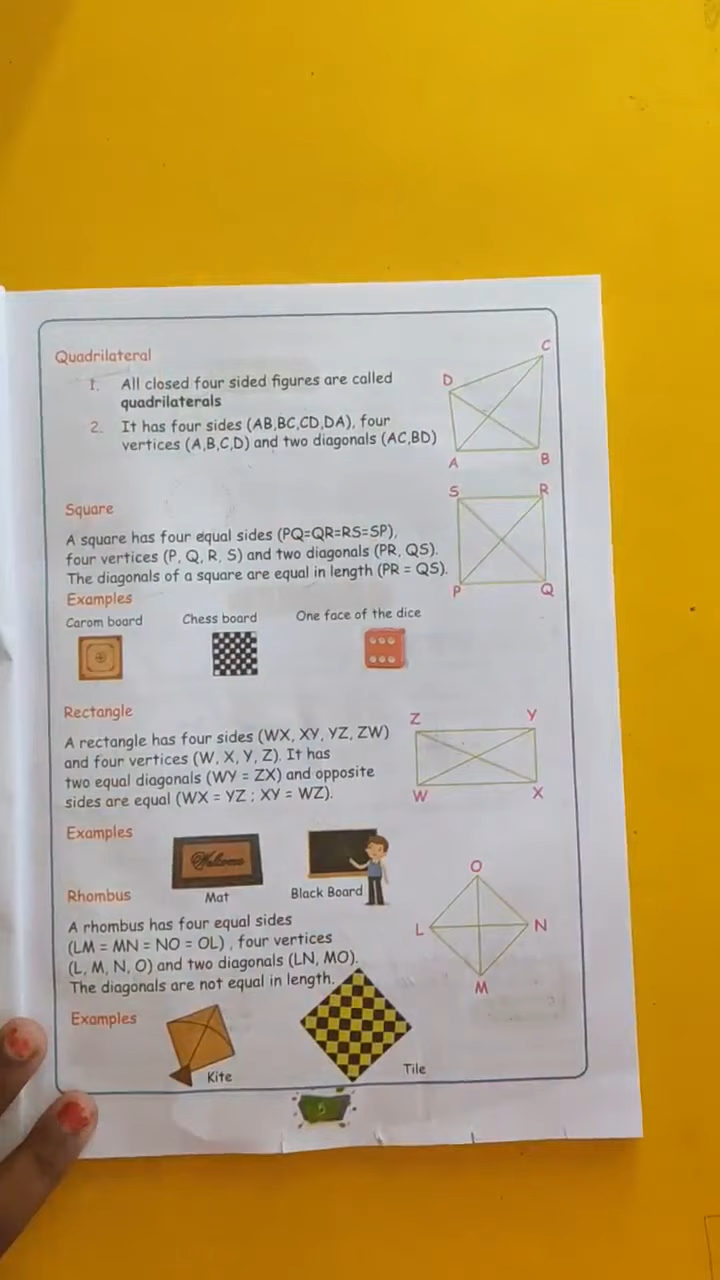 Quadrilateral
1. All closed four sided figures are called
quadrilaterals
2. It has four sides (AB,BC,CD,DA), four
vertices (A,B,C,D) and two diagonals (AC,BD)
C
D
A
B
Square
A square has four equal sides (PQ=QR=RS=SP),
four vertices (P, Q, R, S) and two diagonals (PR, QS).
The diagonals of a square are equal in length (PR = QS).
S
R
P
Q
Examples
Carom board
Chess board
One face of the dice
Rectangle
A rectangle has four sides (WX, XY, YZ, ZW)
and four vertices (W, X, Y, Z). It has
two equal diagonals (WY = ZX) and opposite
sides are equal (WX = YZ ; XY = WZ).
Z
Y
W
X
Examples
Welcome
Mat
Black Board
Rhombus
A rhombus has four equal sides
(LM = MN = NO = OL) , four vertices
(L, M, N, O) and two diagonals (LN, MO).
The diagonals are not equal in length.
O
L
N
M
Examples
Kite
Tile
5